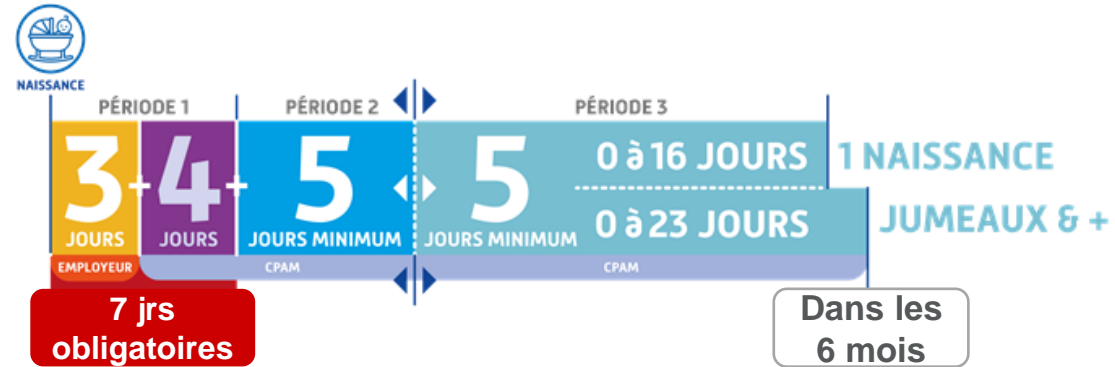 NAISSANCE
PÉRIODE 1
PÉRIODE 2
PÉRIODE 3
3
JOURS
+
4
JOURS
+
5
JOURS MINIMUM
5
JOURS MINIMUM
0 à 16 JOURS
1 NAISSANCE
0 à 23 JOURS
JUMEAUX & +
EMPLOYEUR
CPAM
CPAM
7 jrs
obligatoires
Dans les
6 mois